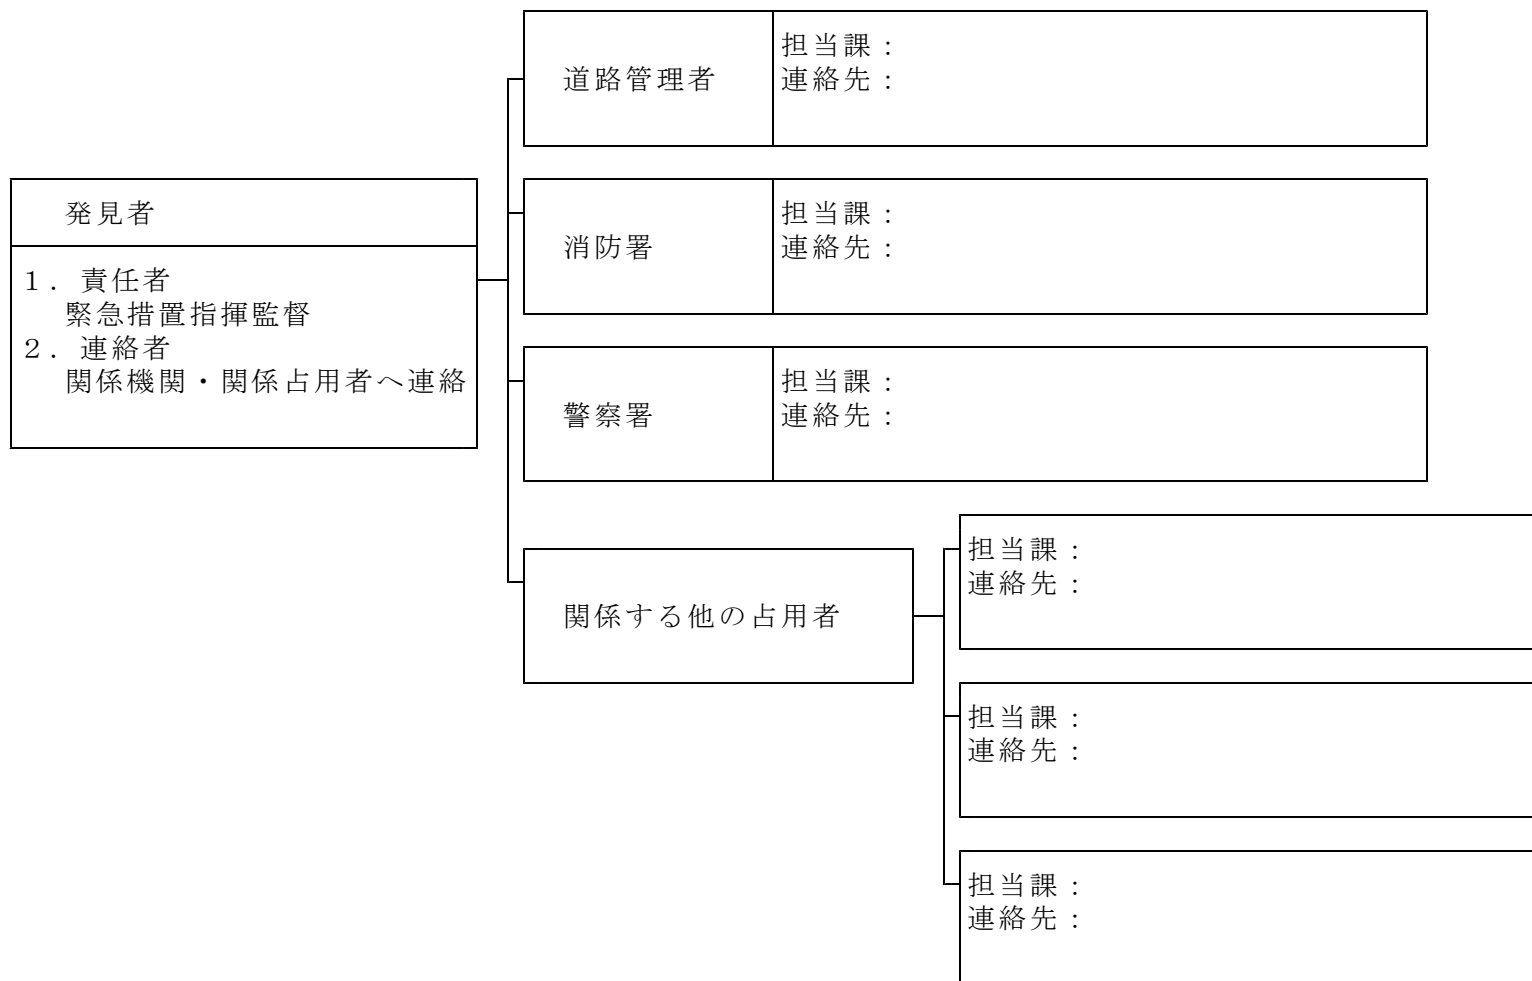 道路管理者
担当課：
連絡先：
発見者
１．責任者
緊急措置指揮監督
２．連絡者
関係機関・関係占用者へ連絡
消防署
担当課：
連絡先：
警察署
担当課：
連絡先：
関係する他の占用者
担当課：
連絡先：
担当課：
連絡先：
担当課：
連絡先：